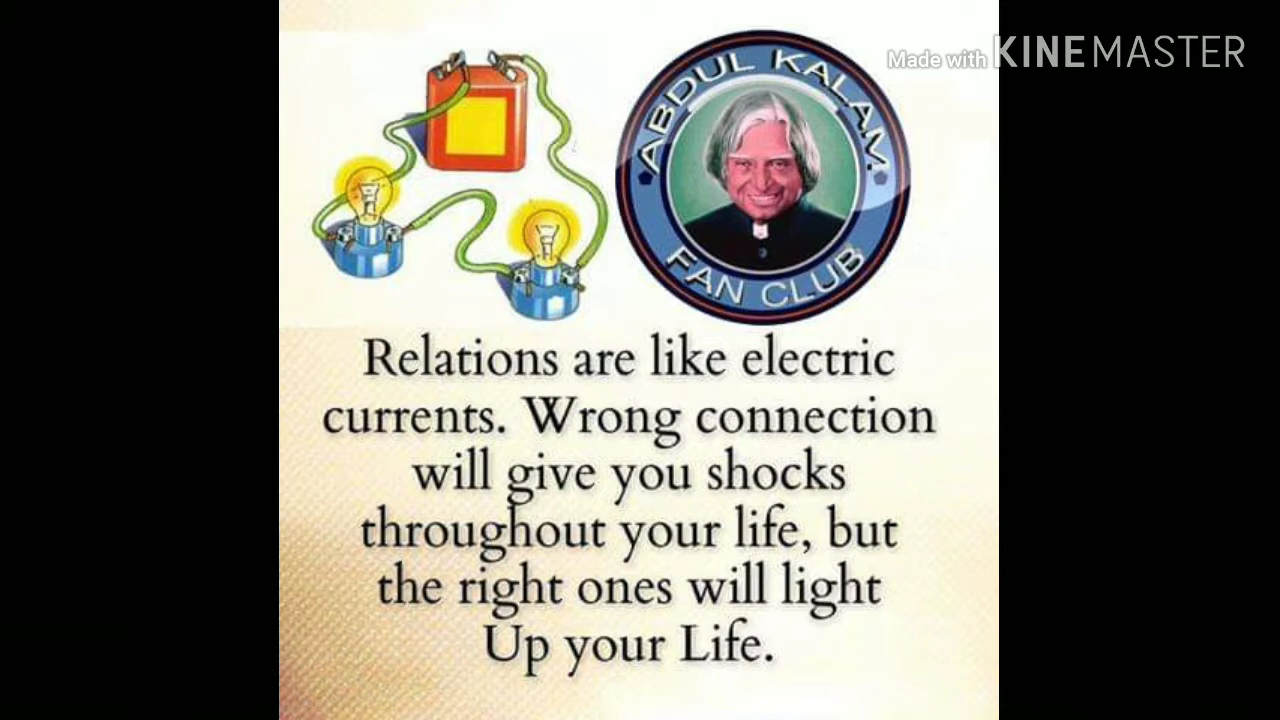 Made with KINEMASTER
ABDUL KALAM
FAN CLUB
Relations are like electric
currents. Wrong connection
will give you shocks
throughout your life, but
the right ones will light
Up your Life.